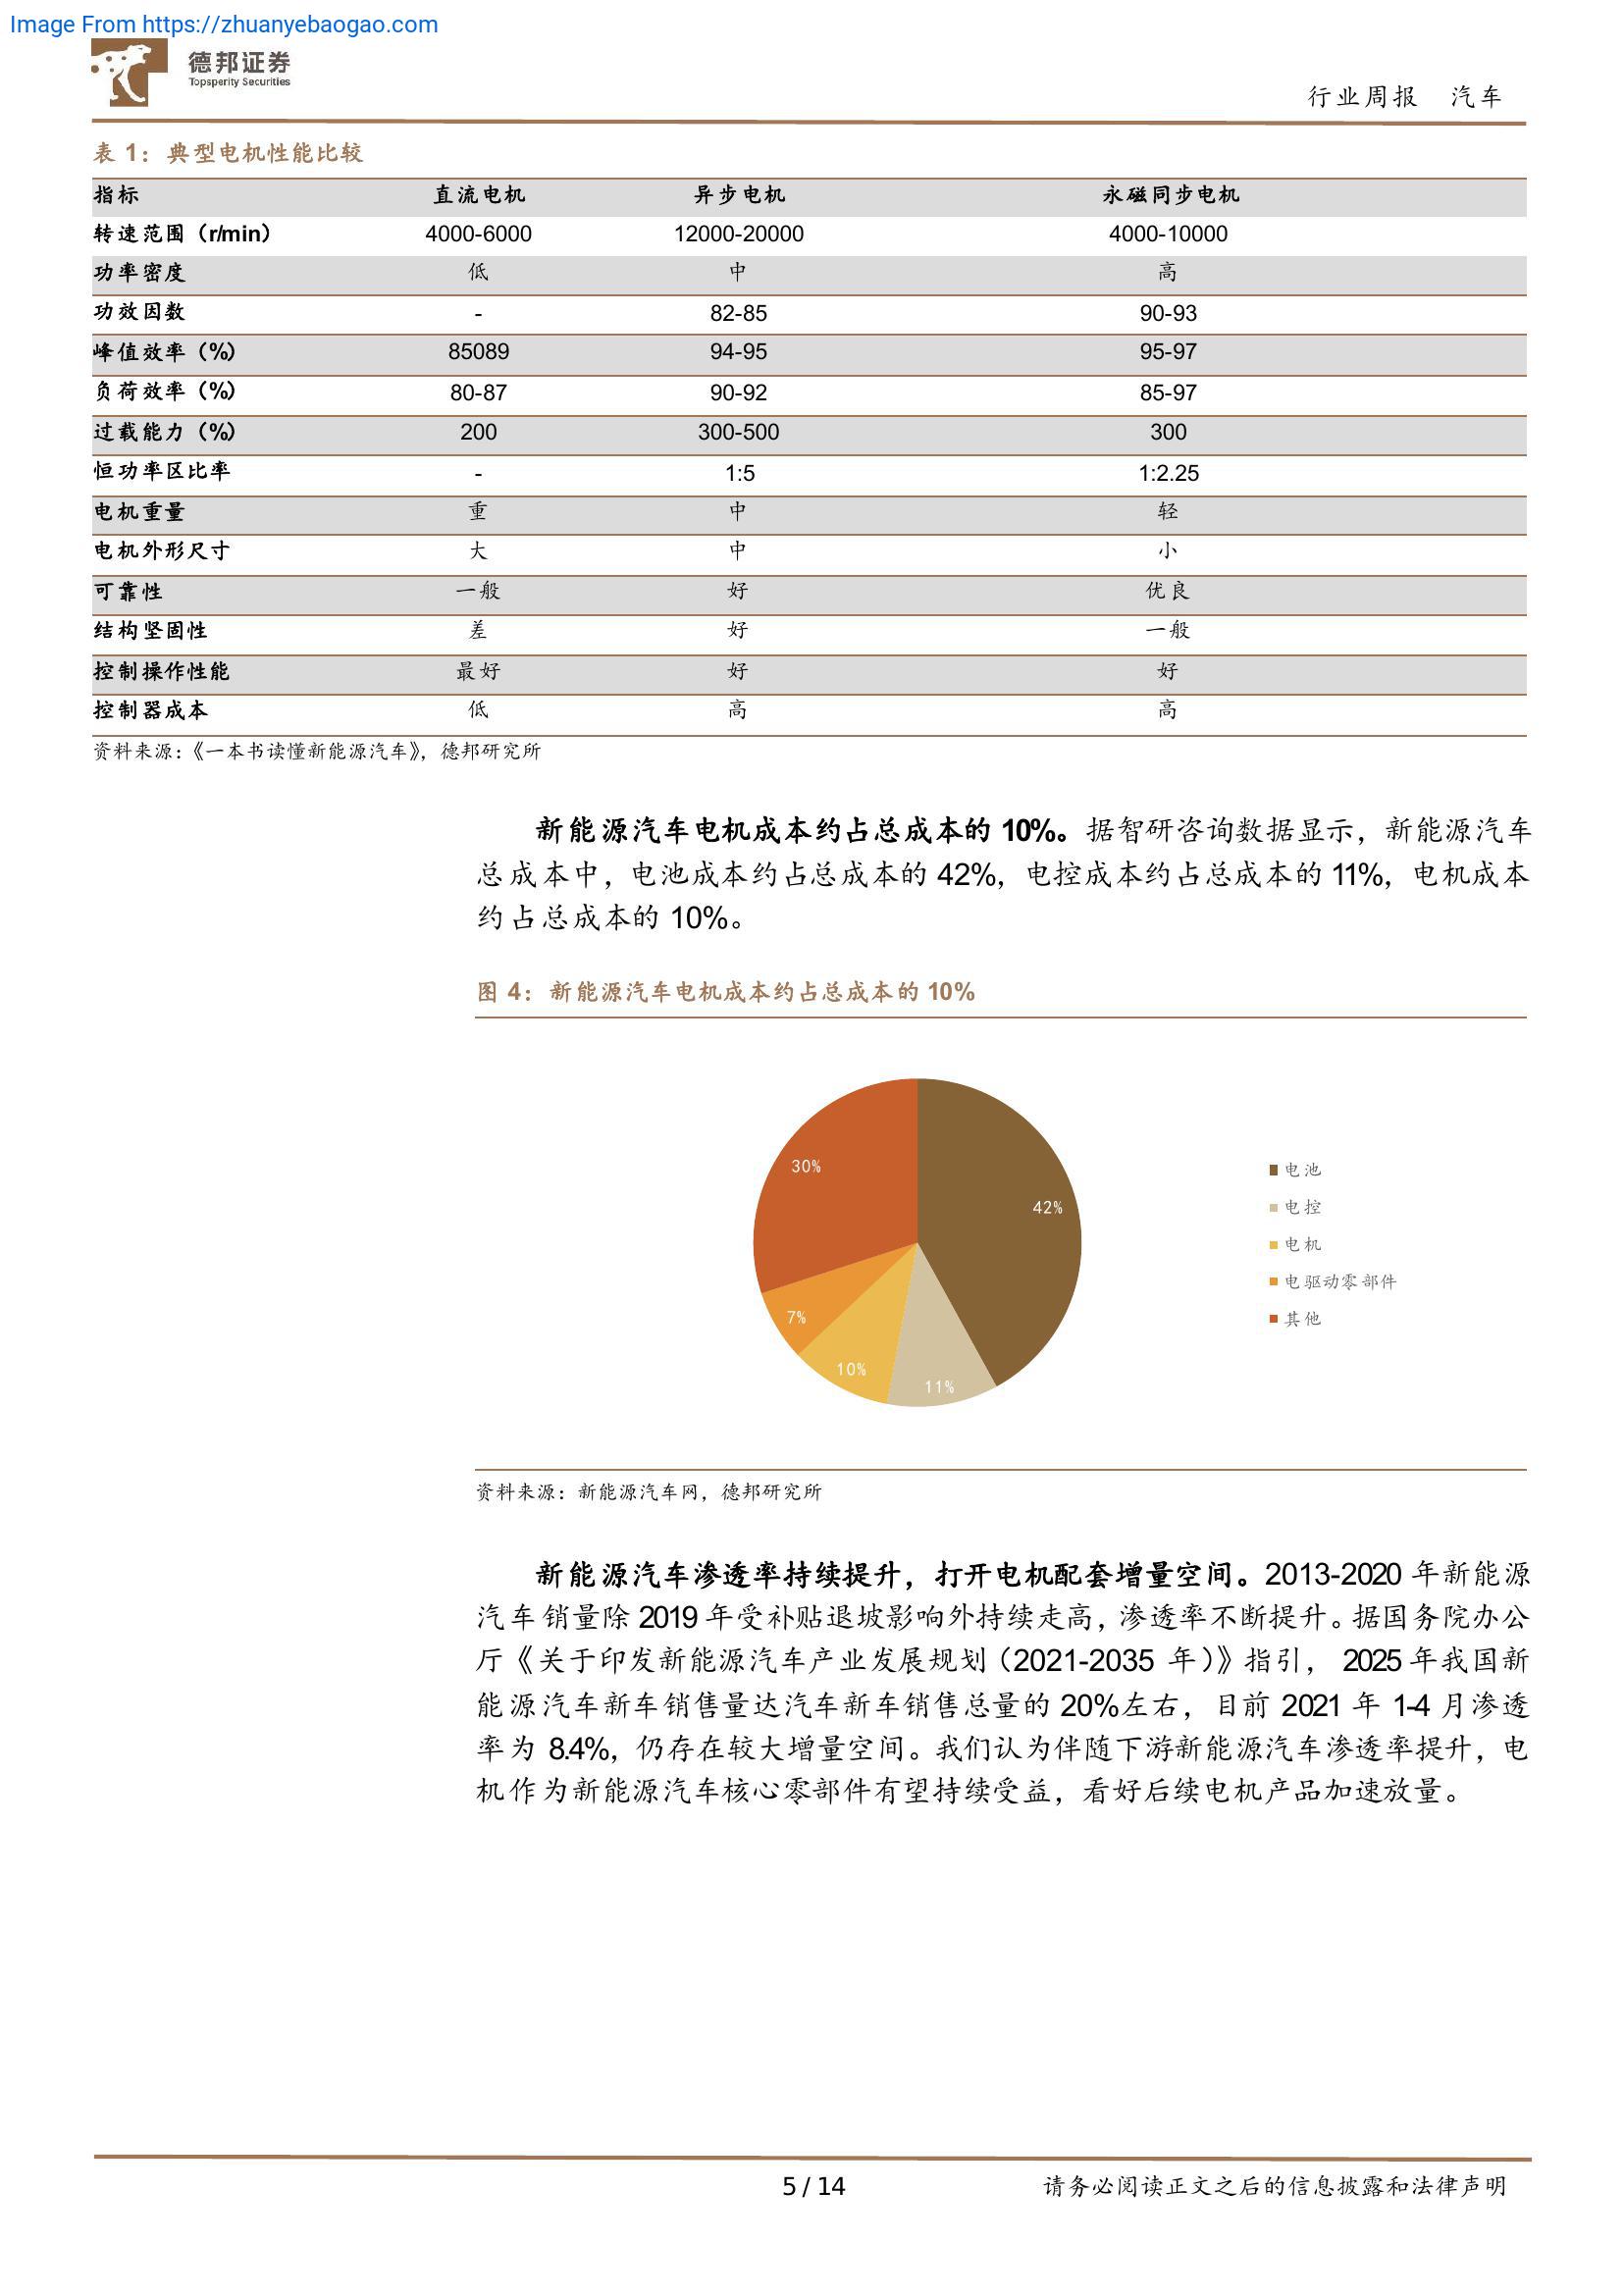 Image From https://zhuanyebaogao.com
德邦证券
Topsperity Securities
行业周报 汽车
表 1：典型电机性能比较
指标 直流电机 异步电机 永磁同步电机
转速范围（r/min） 4000-6000 12000-20000 4000-10000
功率密度 低 中 高
功效因数 - 82-85 90-93
峰值效率（%） 85089 94-95 95-97
负荷效率（%） 80-87 90-92 85-97
过载能力（%） 200 300-500 300
恒功率区比率 - 1:5 1:2.25
电机重量 重 中 轻
电机外形尺寸 大 中 小
可靠性 一般 好 优良
结构坚固性 差 好 一般
控制操作性能 最好 好 好
控制器成本 低 高 高
资料来源：《一本书读懂新能源汽车》，德邦研究所
新能源汽车电机成本约占总成本的 10%。据智研咨询数据显示，新能源汽车
总成本中，电池成本约占总成本的 42%，电控成本约占总成本的 11%，电机成本
约占总成本的 10%。
图 4：新能源汽车电机成本约占总成本的 10%
30%
42%
7%
10%
11%
电池
电控
电机
电驱动零部件
其他
资料来源：新能源汽车网，德邦研究所
新能源汽车渗透率持续提升，打开电机配套增量空间。2013-2020 年新能源
汽车销量除 2019 年受补贴退坡影响外持续走高，渗透率不断提升。据国务院办公
厅《关于印发新能源汽车产业发展规划（2021-2035 年）》指引， 2025 年我国新
能源汽车新车销售量达汽车新车销售总量的 20%左右，目前 2021 年 1-4 月渗透
率为 8.4%，仍存在较大增量空间。我们认为伴随下游新能源汽车渗透率提升，电
机作为新能源汽车核心零部件有望持续受益，看好后续电机产品加速放量。
5 / 14
请务必阅读正文之后的信息披露和法律声明